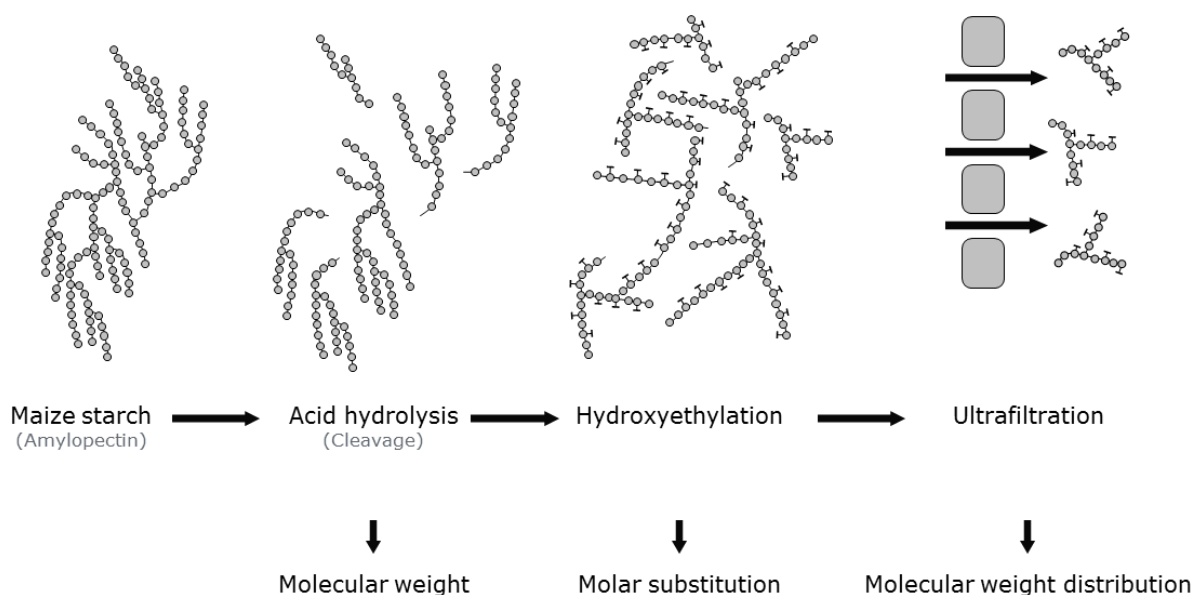 Maize starch
(Amylopectin)
Acid hydrolysis
(Cleavage)
Hydroxyethylation
Ultrafiltration
Molecular weight
Molar substitution
Molecular weight distribution